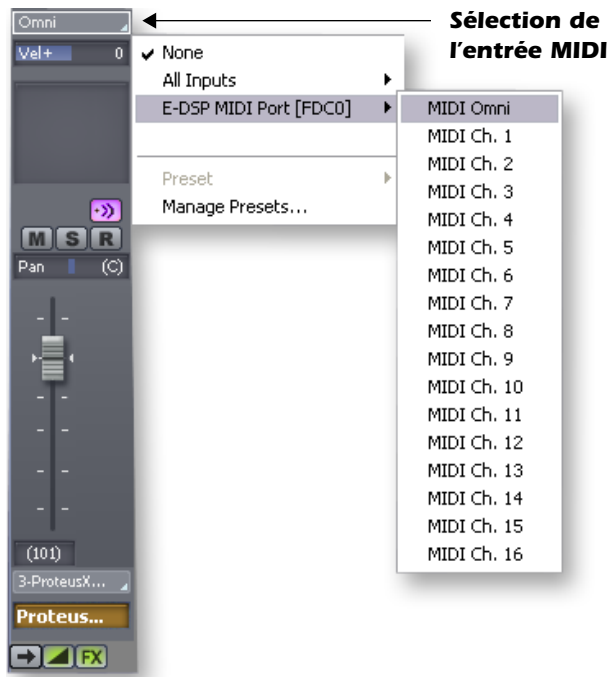 Omni
Sélection de
l'entrée MIDI
Vel+ 0
None
All Inputs
E-DSP MIDI Port [FDC0]
Preset
Manage Presets...
MIDI Omni
MIDI Ch. 1
MIDI Ch. 2
MIDI Ch. 3
MIDI Ch. 4
MIDI Ch. 5
MIDI Ch. 6
MIDI Ch. 7
MIDI Ch. 8
MIDI Ch. 9
MIDI Ch. 10
MIDI Ch. 11
MIDI Ch. 12
MIDI Ch. 13
MIDI Ch. 14
MIDI Ch. 15
MIDI Ch. 16
M S R
Pan (C)
(101)
3-ProteusX...
Proteus...
FX